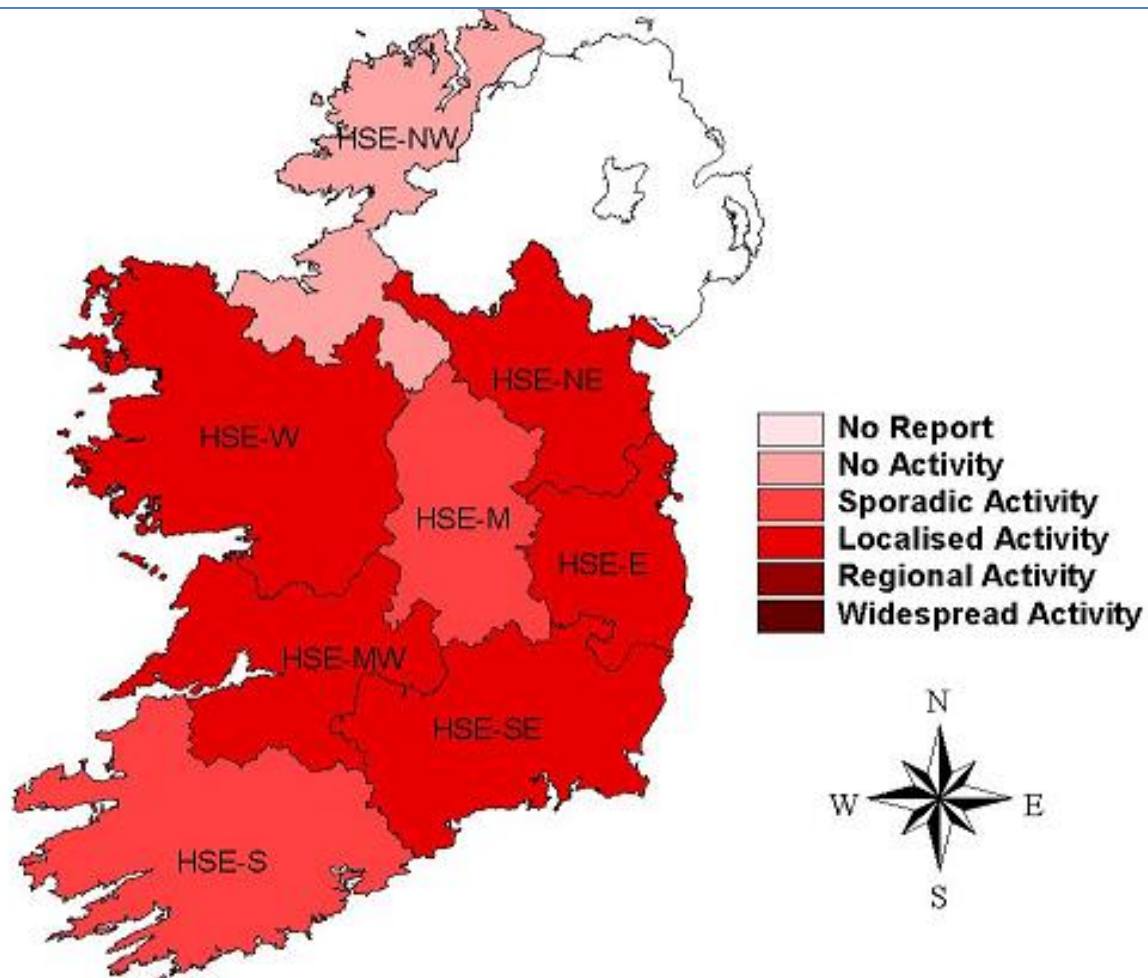 HSE-NW
HSE-NE
HSE-W
HSE-M
HSE-E
HSE-MW
HSE-SE
HSE-S
No Report
No Activity
Sporadic Activity
Localised Activity
Regional Activity
Widespread Activity
N
W
E
S